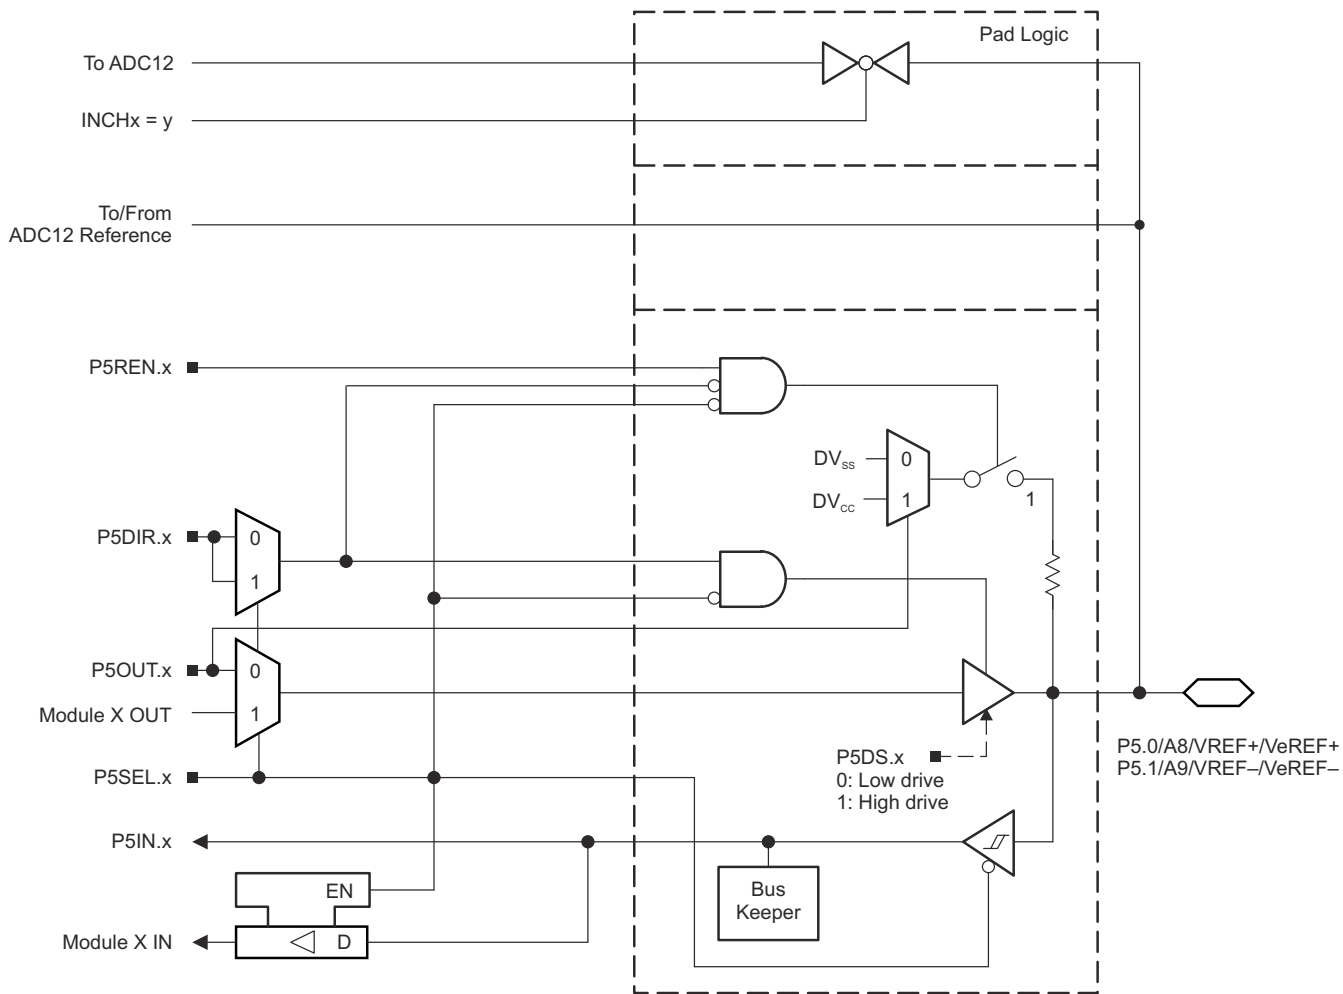 Pad Logic
To ADC12
INCHx = y
To/From
ADC12 Reference
P5REN.x
DVSS
0
DVCC
1
1
P5DIR.x
0
1
P5OUT.x
0
Module X OUT
1
P5SEL.x
P5DS.x
0: Low drive
1: High drive
P5.0/A8/VREF+/VeREF+
P5.1/A9/VREF–/VeREF–
P5IN.x
Bus
Keeper
EN
Module X IN
D